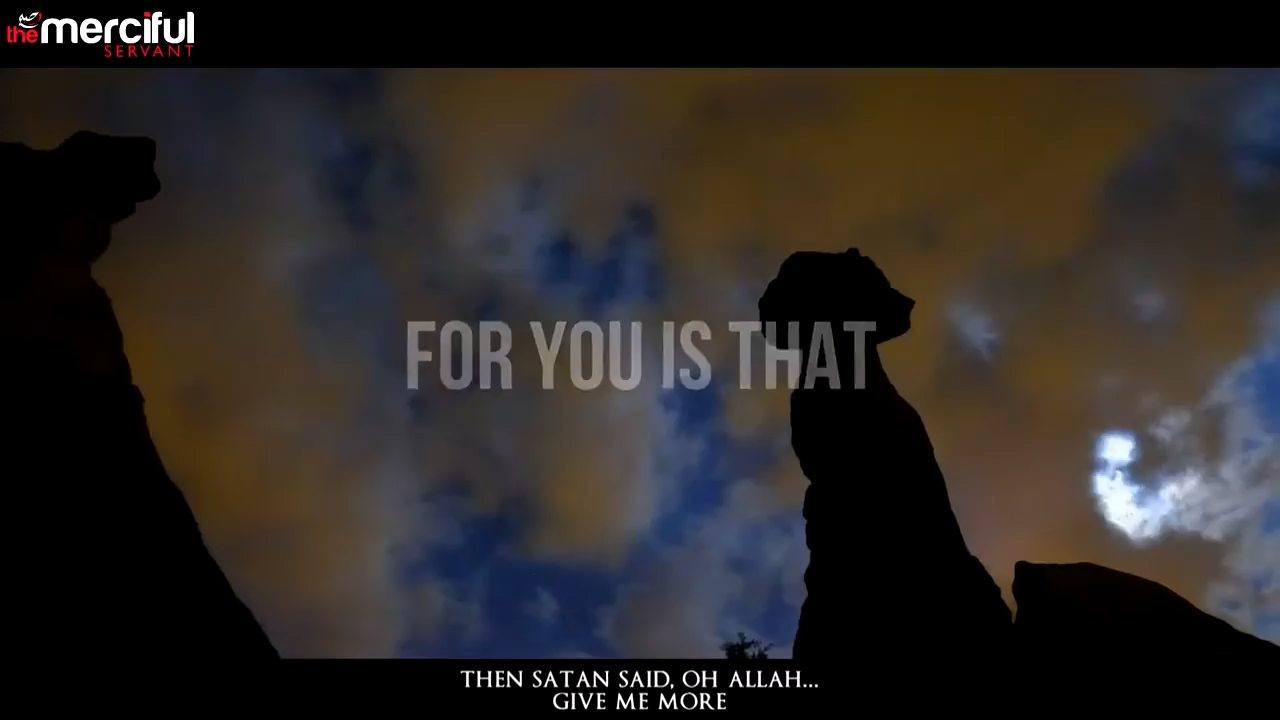 the merciful
SERVANT
FOR YOU IS THAT
THEN SATAN SAID, OH ALLAH...
GIVE ME MORE